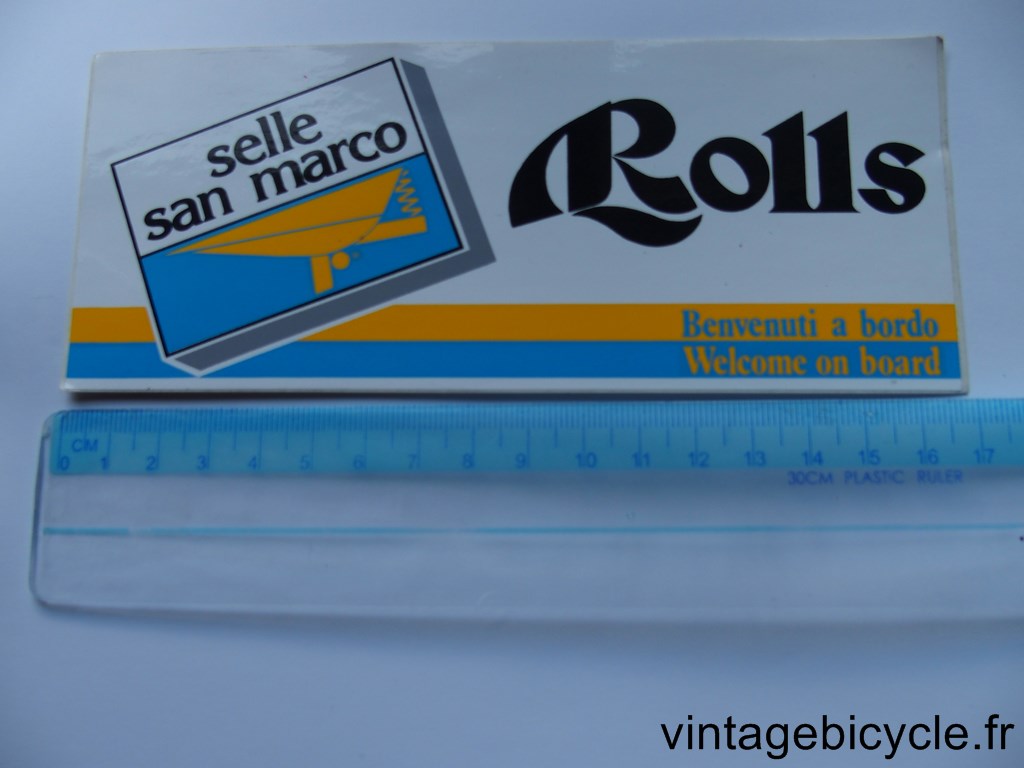 selle
san marco
Rolls
Benvenuti a bordo
Welcome on board
CM
0 1 2 3 4 5 6 7 8 9 10 11 12 13 14 15 16 17
30CM PLASTIC RULER
vintagebicycle.fr